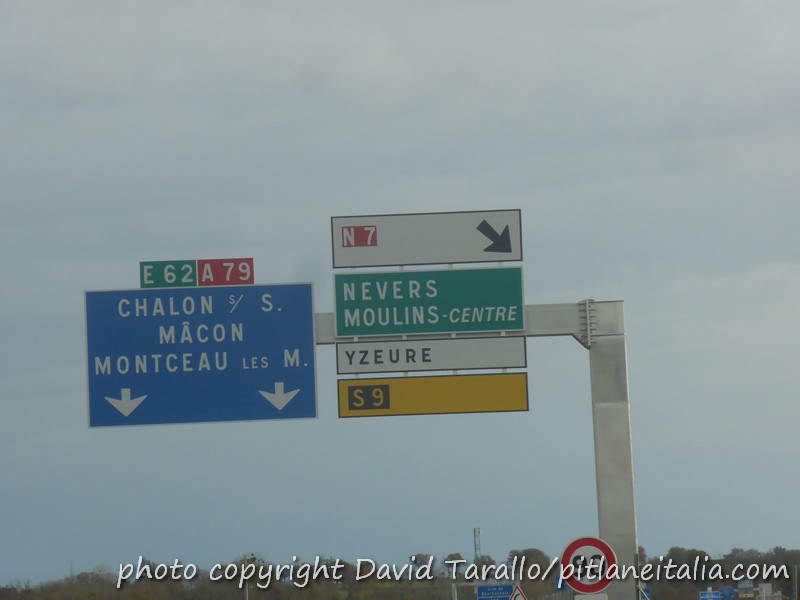 E 62 A 79
CHALON S/ S.
MÂCON
MONTCEAU LES M.
N 7
NEVERS
MOULINS-CENTRE
YZEURE
S 9
photo copyright David Tarallo/pitlaneitalia.com